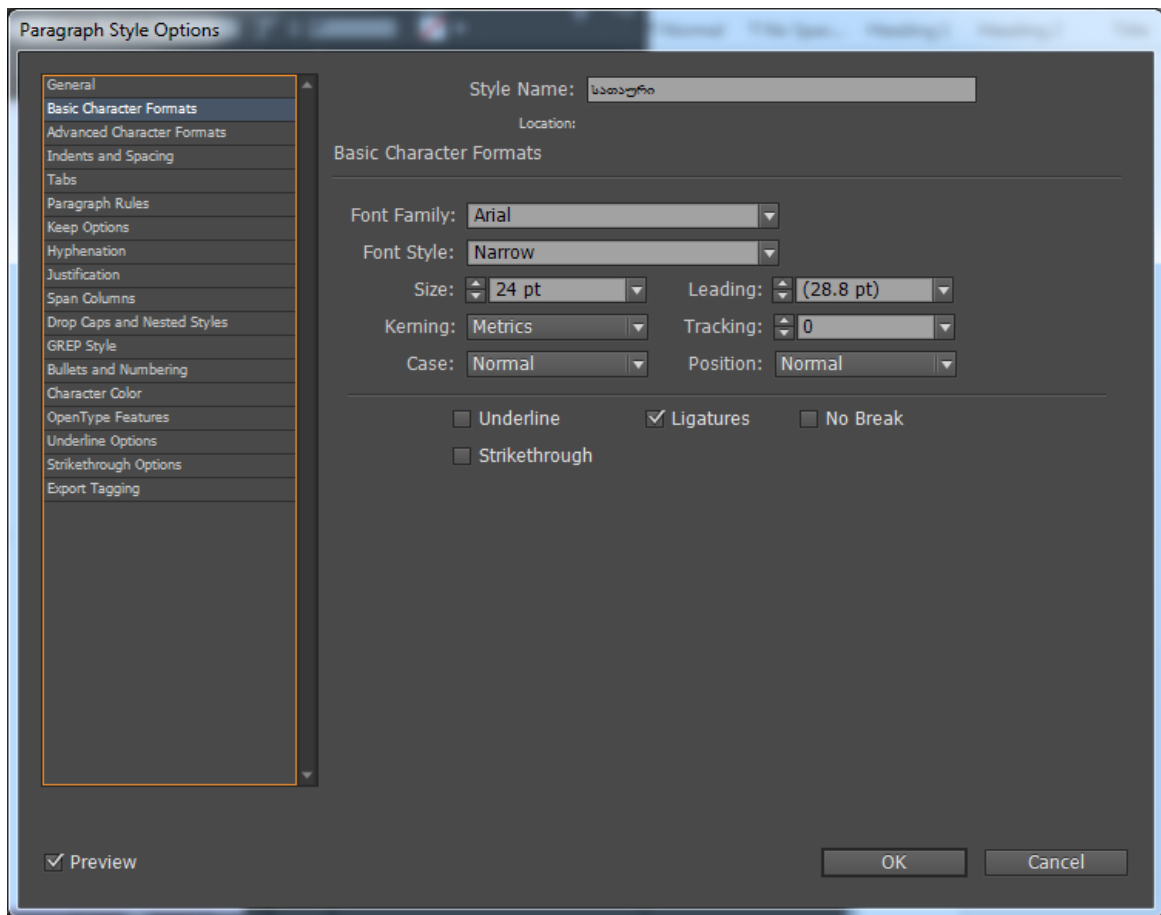 Paragraph Style Options
General
Basic Character Formats
Advanced Character Formats
Indents and Spacing
Tabs
Paragraph Rules
Keep Options
Hyphenation
Justification
Span Columns
Drop Caps and Nested Styles
GREP Style
Bullets and Numbering
Character Color
OpenType Features
Underline Options
Strikethrough Options
Export Tagging
Style Name: სათაური
Location:
Basic Character Formats
Font Family: Arial
Font Style: Narrow
Size: 24 pt Leading: (28.8 pt)
Kerning: Metrics Tracking: 0
Case: Normal Position: Normal
Underline Ligatures No Break
Strikethrough
Preview OK Cancel